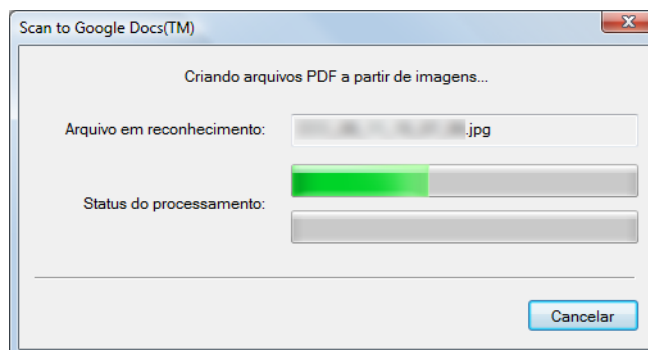 Scan to Google Docs(TM)
Criando arquivos PDF a partir de imagens...
Arquivo em reconhecimento:
.jpg
Status do processamento:
Cancelar